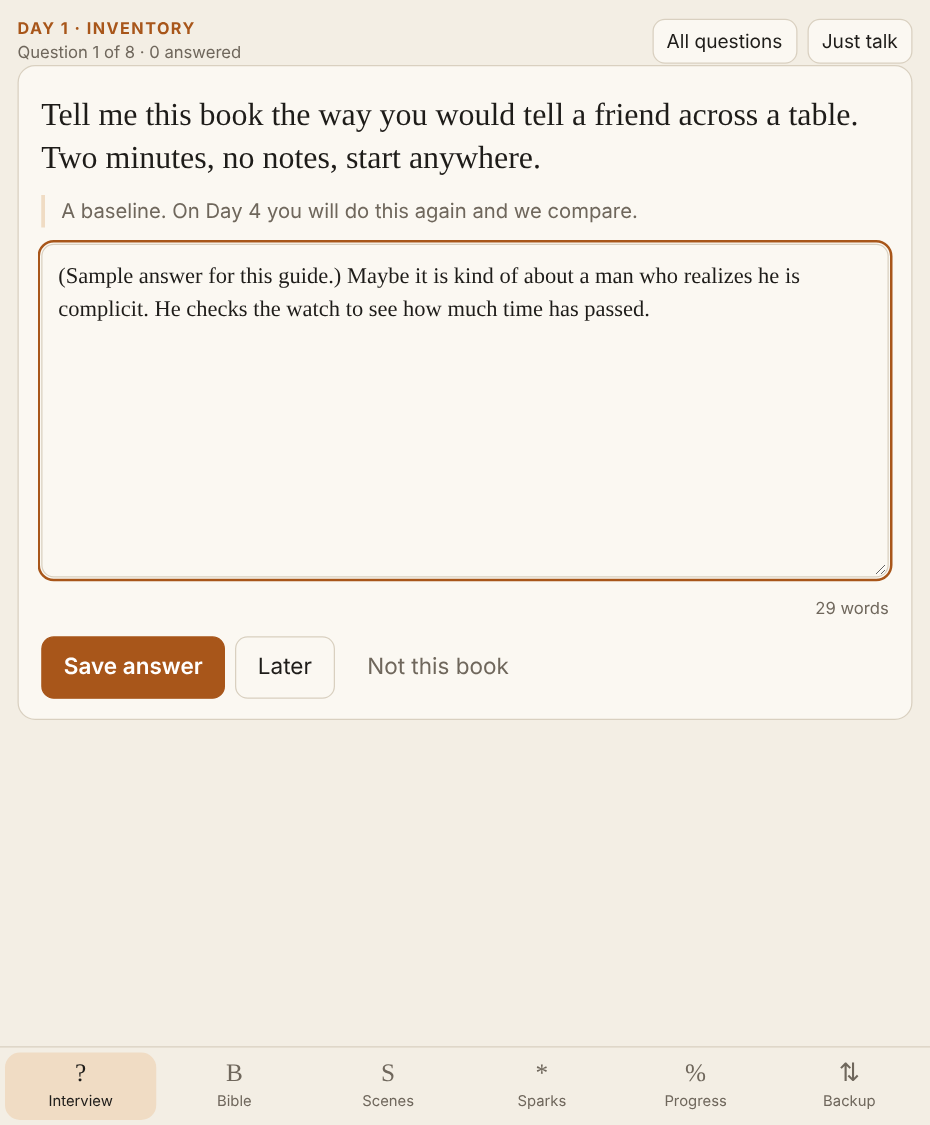 DAY 1 · INVENTORY
Question 1 of 8 · 0 answered
All questions
Just talk
Tell me this book the way you would tell a friend across a table.
Two minutes, no notes, start anywhere.
A baseline. On Day 4 you will do this again and we compare.
(Sample answer for this guide.) Maybe it is kind of about a man who realizes he is
complicit. He checks the watch to see how much time has passed.
29 words
Save answer
Later
Not this book
?
Interview
B
Bible
S
Scenes
*
Sparks
%
Progress
⇅
Backup